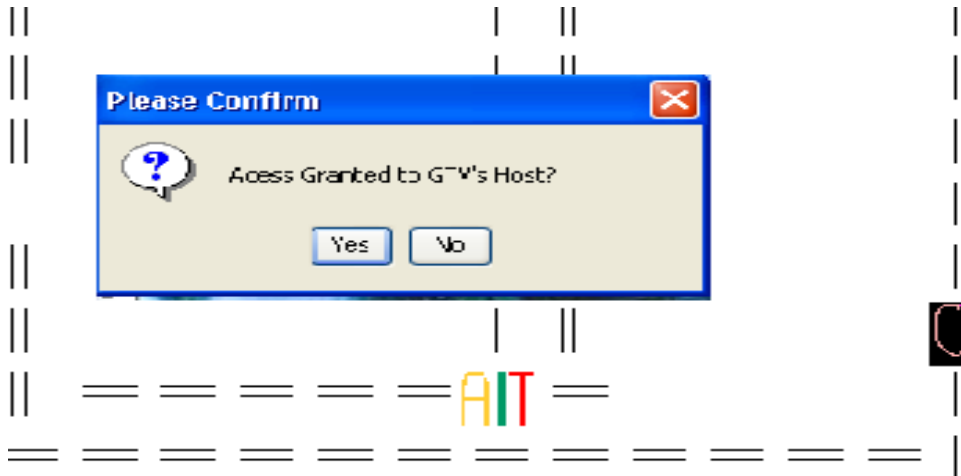 Please Confirm
Acess Granted to GTV's Host?
Yes No
C
AIT